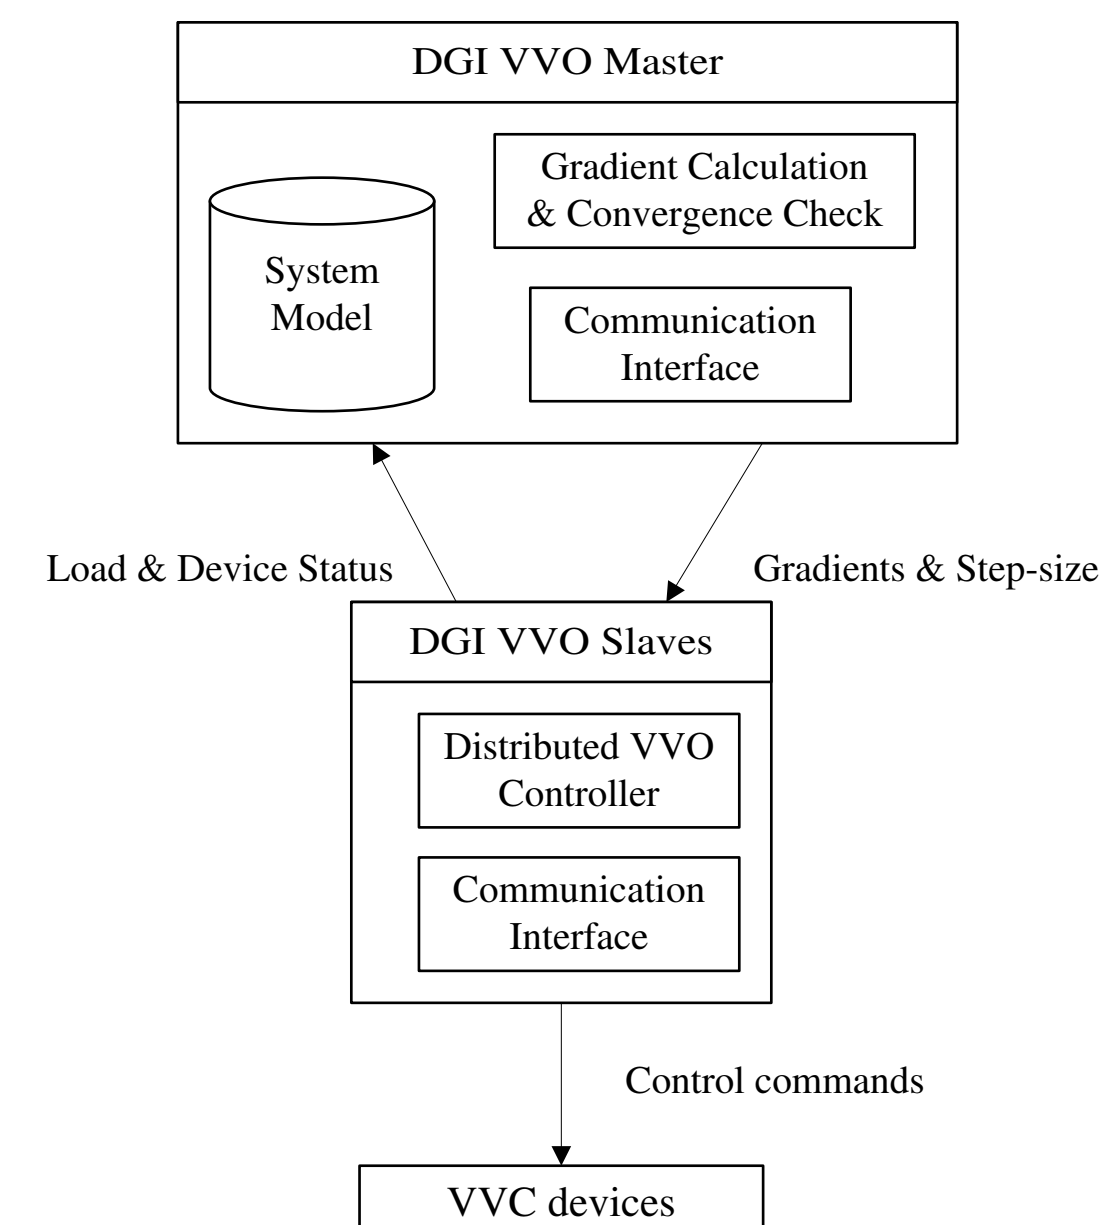 DGI VVO Master
Gradient Calculation
& Convergence Check
System
Model
Communication
Interface
Load & Device Status
Gradients & Step-size
DGI VVO Slaves
Distributed VVO
Controller
Communication
Interface
Control commands
VVC devices